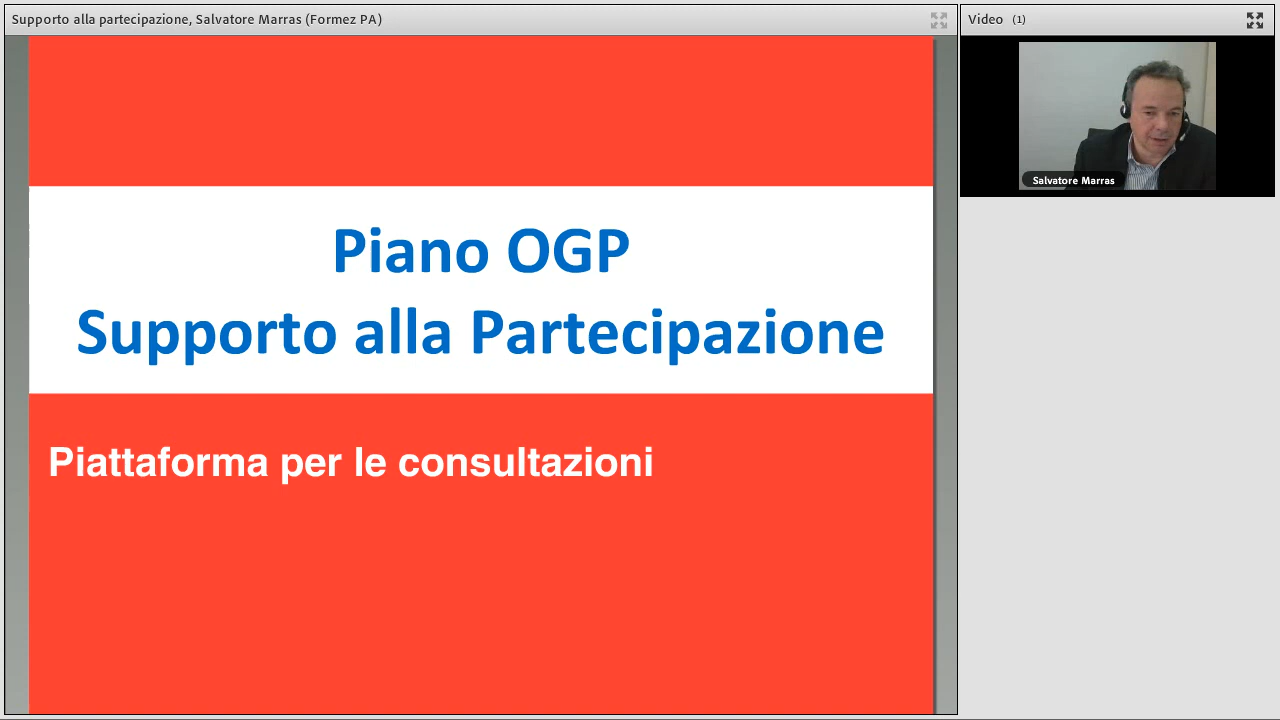 Supporto alla partecipazione, Salvatore Marras (Formez PA)
Video (1)
Salvatore Marras
Piano OGP
Supporto alla Partecipazione
Piattaforma per le consultazioni